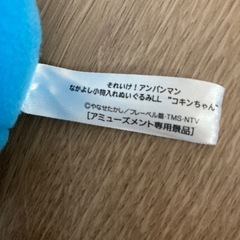 それいけ！アンパンマン
なかよし小物入れぬいぐるみLL "コキンちゃん"
©やなせたかし／フレーベル館・TMS・NTV
[アミューズメント専用景品]